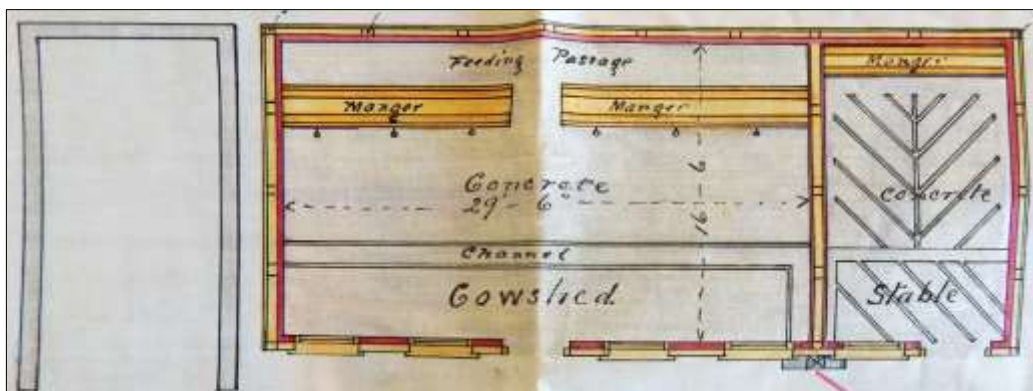 Feeding Passage
Manger
Manger
Manger
Concrete
29'-6"
16'
6
Concrete
Channel
Cowshed
Stable